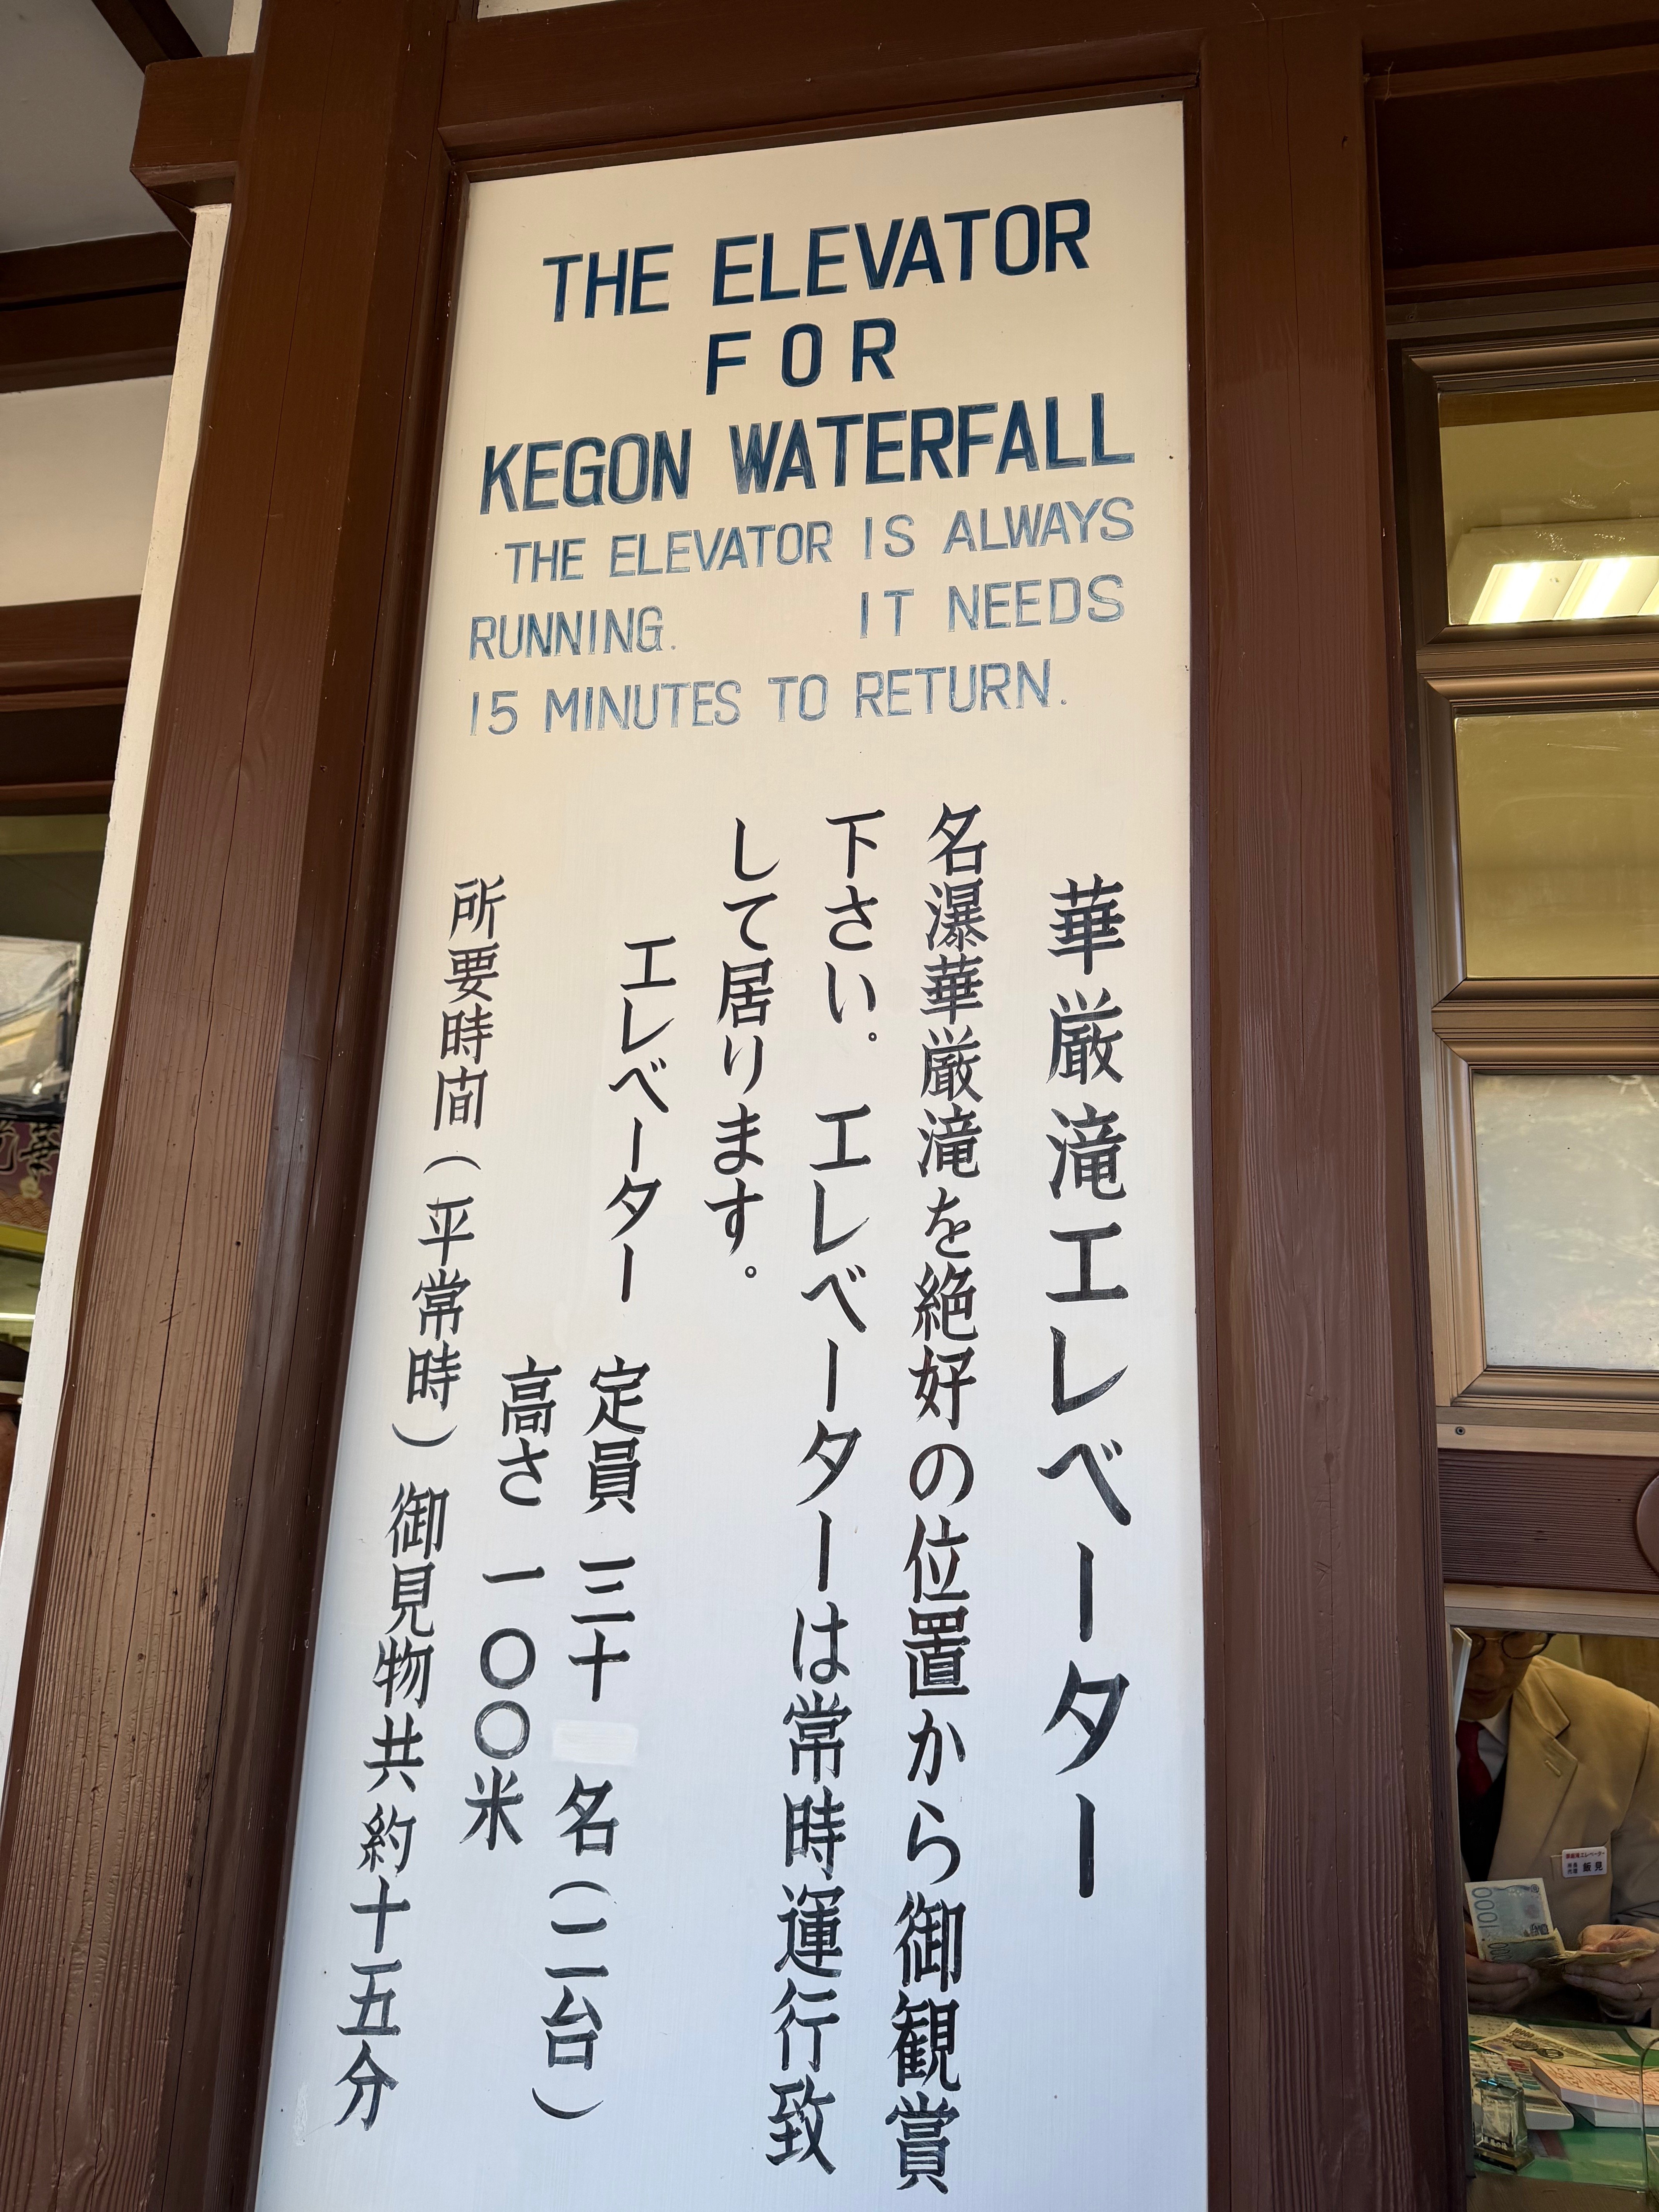 THE ELEVATOR
FOR
KEGON WATERFALL
THE ELEVATOR IS ALWAYS
RUNNING. IT NEEDS
15 MINUTES TO RETURN.
華厳滝エレベーター
名瀑華厳滝を絶好の位置から御観賞
下さい。エレベーターは常時運行致
して居ります。
エレベーター 定員 三十 名（二台）
高さ 一〇〇米
所要時間（平常時）御見物共約十五分
飯見
1000